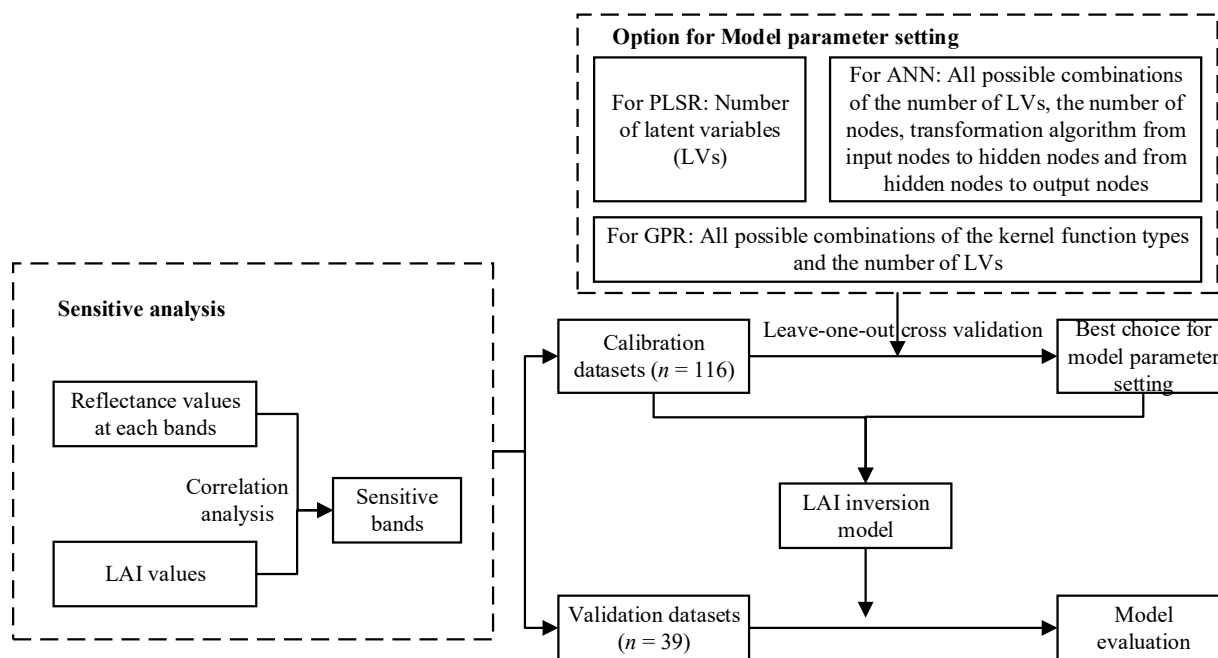 Option for Model parameter setting
For PLSR: Number
of latent variables
(LVs)
For ANN: All possible combinations
of the number of LVs, the number of
nodes, transformation algorithm from
input nodes to hidden nodes and from
hidden nodes to output nodes
For GPR: All possible combinations of the kernel function types
and the number of LVs
Sensitive analysis
Reflectance values
at each bands
Correlation
analysis
LAI values
Sensitive
bands
Calibration
datasets (n = 116)
Leave-one-out cross validation
Best choice for
model parameter
setting
LAI inversion
model
Validation datasets
(n = 39)
Model
evaluation